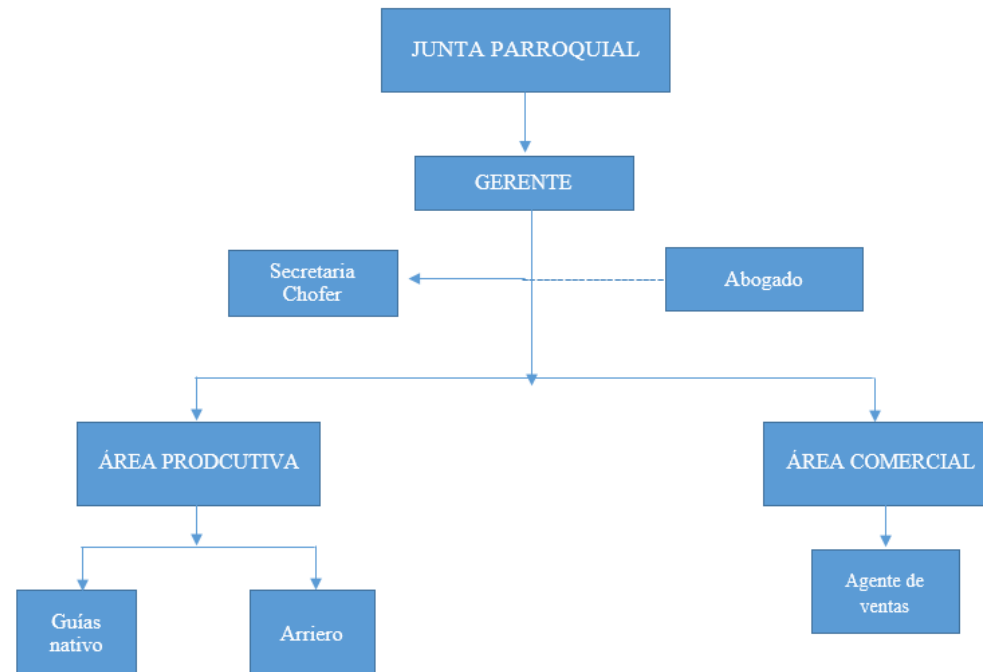 JUNTA PARROQUIAL
GERENTE
Secretaria
Chofer
Abogado
ÁREA PRODCUTIVA
ÁREA COMERCIAL
Guías
nativo
Arriero
Agente de
ventas